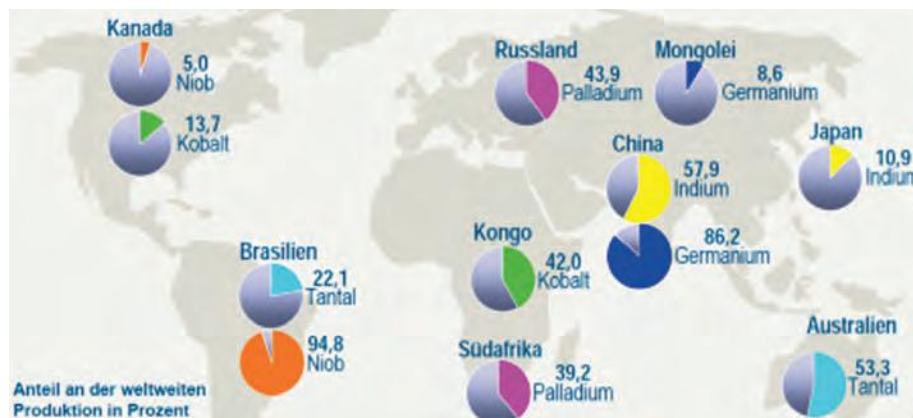 Kanada
5,0
Niob
13,7
Kobalt
Russland
43,9
Palladium
Mongolei
8,6
Germanium
China
57,9
Indium
86,2
Germanium
Japan
10,9
Indium
Brasilien
22,1
Tantal
94,8
Niob
Kongo
42,0
Kobalt
Südafrika
39,2
Palladium
Australien
53,3
Tantal
Anteil an der weltweiten
Produktion in Prozent